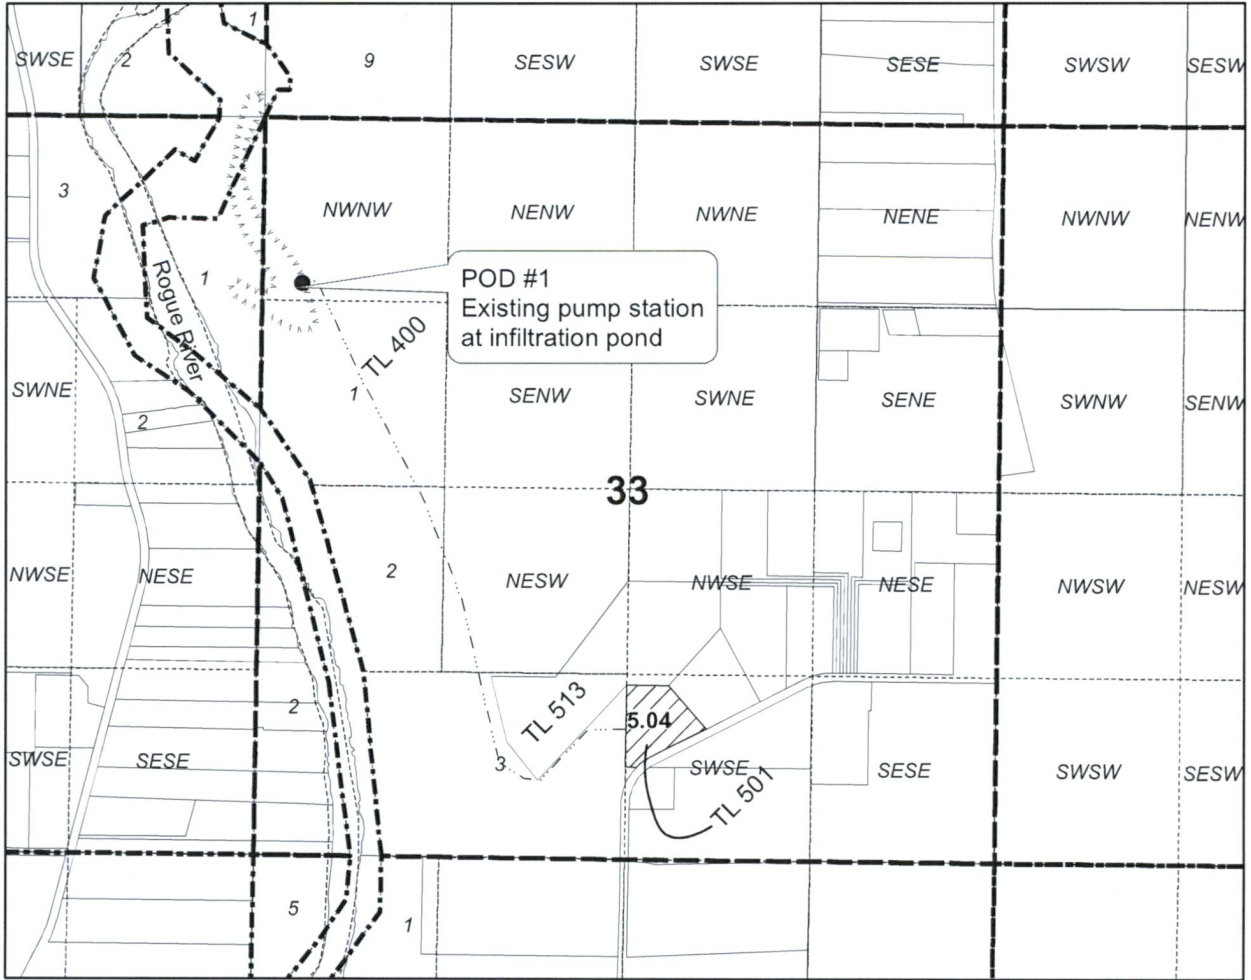 1
SWSE
2
9
SESW
SWSE
SESE
SWSW
SESW
3
NWNW
NENW
NWNE
NENE
NWNW
NENW
1
Rogue River
POD #1
Existing pump station
at infiltration pond
TL 400
SWNE
2
1
SENW
SWNE
SENE
SWNW
SENW
33
NWSE
NESE
2
NESW
NWSE
NESE
NWSW
NESW
2
TL 513
5.04
SWSE
SESE
3
SWSE
TL 501
SESE
SWSW
SESW
5
1